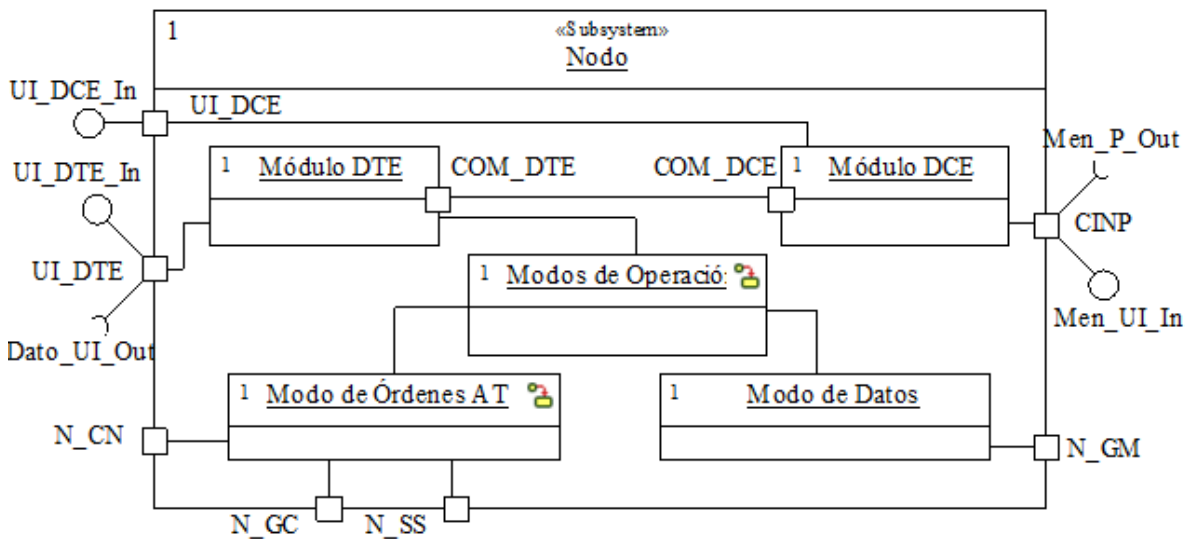 1
«Subsystem»
Nodo
UI_DCE_In
UI_DCE
Men_P_Out
UI_DTE_In
1 Módulo DTE
COM_DTE
COM_DCE
1 Módulo DCE
CINP
UI_DTE
1 Modos de Operació:
Men_UI_In
Dato_UI_Out
1 Modo de Órdenes AT
1 Modo de Datos
N_CN
N_GM
N_GC
N_SS